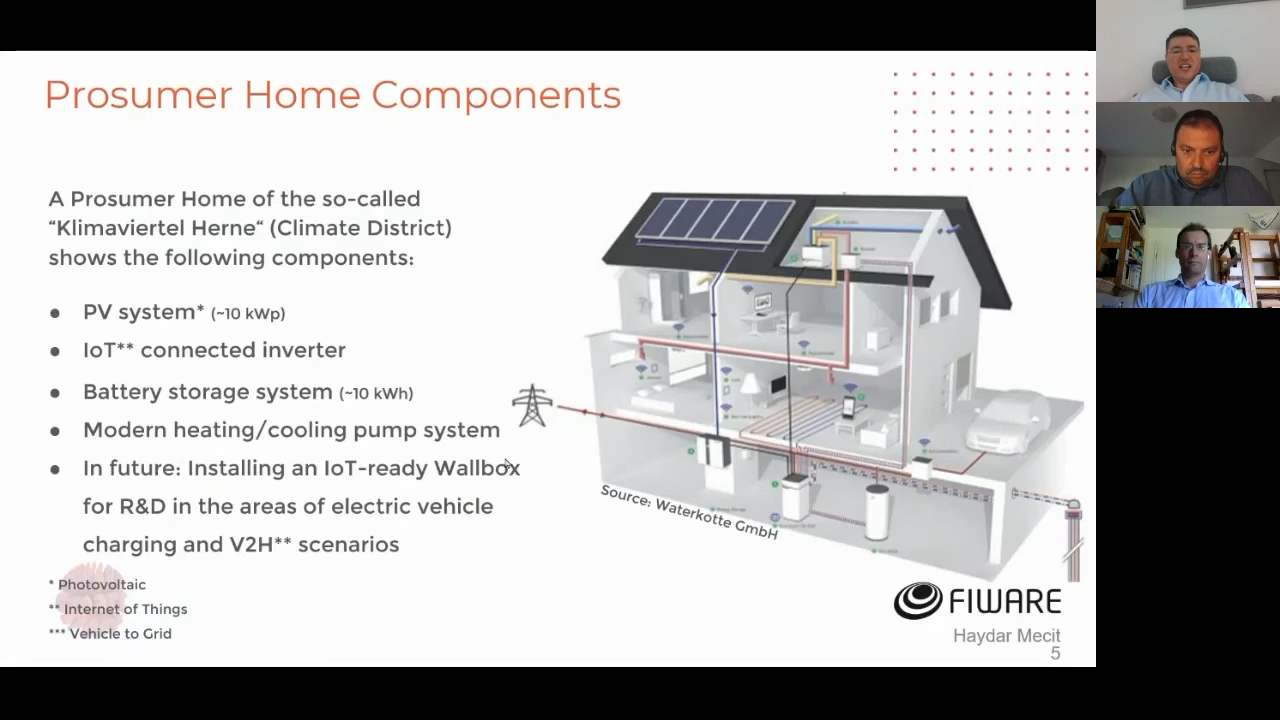 Prosumer Home Components
A Prosumer Home of the so-called
“Klimaviertel Herne“ (Climate District)
shows the following components:
● PV system* (~10 kWp)
● IoT** connected inverter
● Battery storage system (~10 kWh)
● Modern heating/cooling pump system
● In future: Installing an IoT-ready Wallbox
for R&D in the areas of electric vehicle
charging and V2H** scenarios
* Photovoltaic
** Internet of Things
*** Vehicle to Grid
Source: Waterkotte GmbH
FIWARE
Haydar Mecit
5